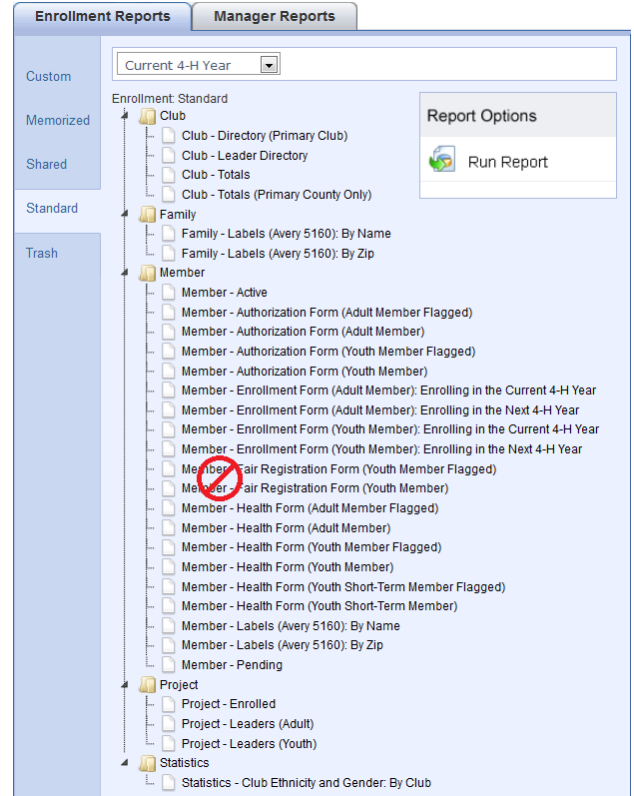 Enrollment Reports
Manager Reports
Custom
Memorized
Shared
Standard
Trash
Current 4-H Year
Enrollment: Standard
Report Options
Run Report
Club
Club - Directory (Primary Club)
Club - Leader Directory
Club - Totals
Club - Totals (Primary County Only)
Family
Family - Labels (Avery 5160): By Name
Family - Labels (Avery 5160): By Zip
Member
Member - Active
Member - Authorization Form (Adult Member Flagged)
Member - Authorization Form (Adult Member)
Member - Authorization Form (Youth Member Flagged)
Member - Authorization Form (Youth Member)
Member - Enrollment Form (Adult Member): Enrolling in the Current 4-H Year
Member - Enrollment Form (Adult Member): Enrolling in the Next 4-H Year
Member - Enrollment Form (Youth Member): Enrolling in the Current 4-H Year
Member - Enrollment Form (Youth Member): Enrolling in the Next 4-H Year
Member - Fair Registration Form (Youth Member Flagged)
Member - Fair Registration Form (Youth Member)
Member - Health Form (Adult Member Flagged)
Member - Health Form (Adult Member)
Member - Health Form (Youth Member Flagged)
Member - Health Form (Youth Member)
Member - Health Form (Youth Short-Term Member Flagged)
Member - Health Form (Youth Short-Term Member)
Member - Labels (Avery 5160): By Name
Member - Labels (Avery 5160): By Zip
Member - Pending
Project
Project - Enrolled
Project - Leaders (Adult)
Project - Leaders (Youth)
Statistics
Statistics - Club Ethnicity and Gender: By Club